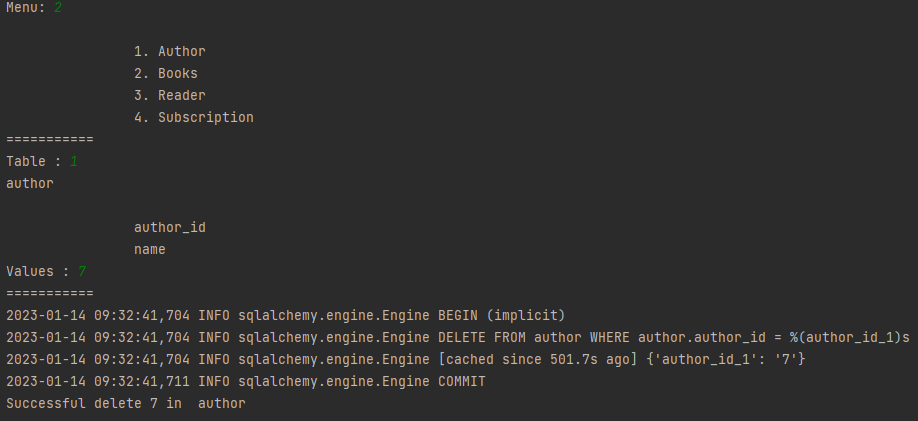 Menu: 2
1. Author
2. Books
3. Reader
4. Subscription
===========
Table : 1
author
author_id
name
Values : 7
===========
2023-01-14 09:32:41,704 INFO sqlalchemy.engine.Engine BEGIN (implicit)
2023-01-14 09:32:41,704 INFO sqlalchemy.engine.Engine DELETE FROM author WHERE author.author_id = %(author_id_1)s
2023-01-14 09:32:41,704 INFO sqlalchemy.engine.Engine [cached since 501.7s ago] {'author_id_1': '7'}
2023-01-14 09:32:41,711 INFO sqlalchemy.engine.Engine COMMIT
Successful delete 7 in  author